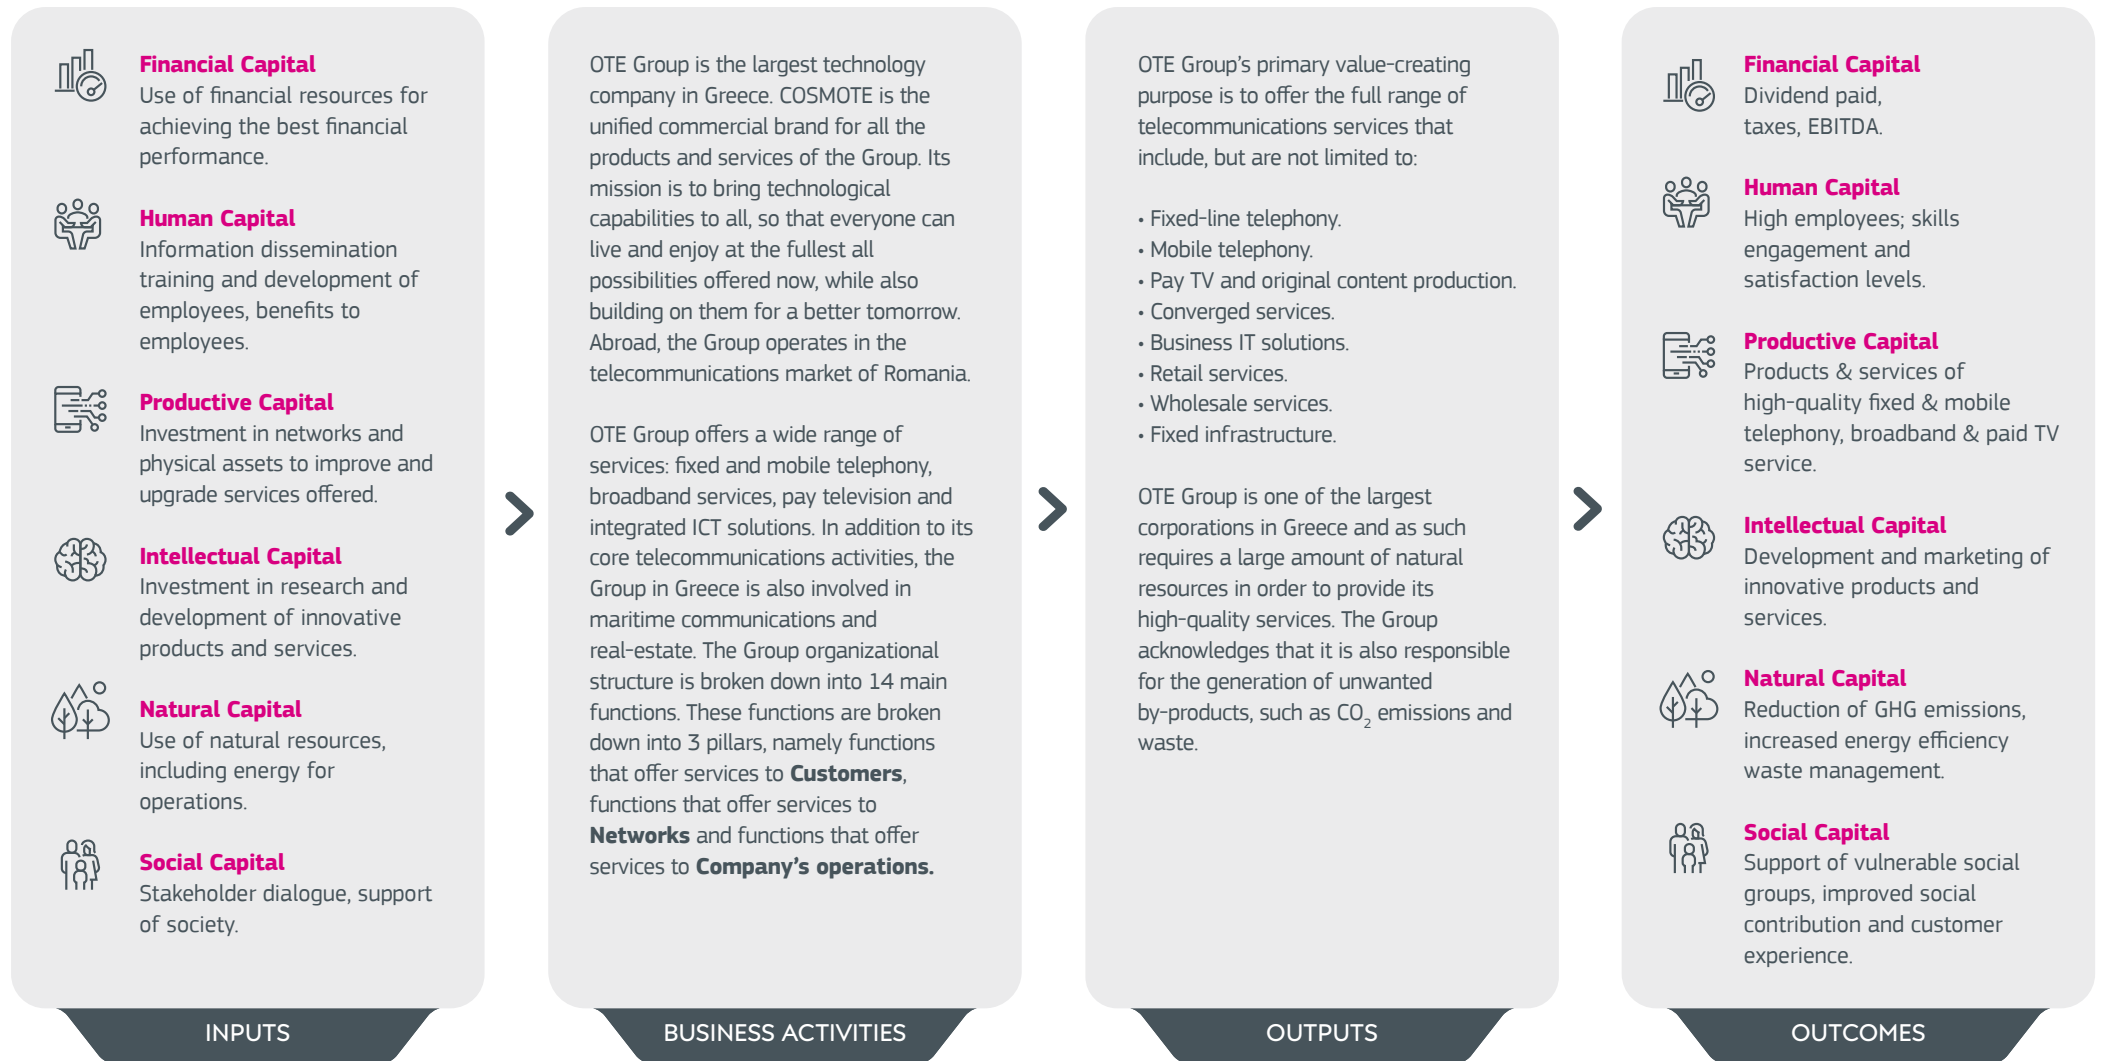 Financial Capital
Use of financial resources for
achieving the best financial
performance.
Human Capital
Information dissemination
training and development of
employees, benefits to
employees.
Productive Capital
Investment in networks and
physical assets to improve and
upgrade services offered.
Intellectual Capital
Investment in research and
development of innovative
products and services.
Natural Capital
Use of natural resources,
including energy for
operations.
Social Capital
Stakeholder dialogue, support
of society.
INPUTS
OTE Group is the largest technology
company in Greece. COSMOTE is the
unified commercial brand for all the
products and services of the Group. Its
mission is to bring technological
capabilities to all, so that everyone can
live and enjoy at the fullest all
possibilities offered now, while also
building on them for a better tomorrow.
Abroad, the Group operates in the
telecommunications market of Romania.
OTE Group offers a wide range of
services: fixed and mobile telephony,
broadband services, pay television and
integrated ICT solutions. In addition to its
core telecommunications activities, the
Group in Greece is also involved in
maritime communications and
real-estate. The Group organizational
structure is broken down into 14 main
functions. These functions are broken
down into 3 pillars, namely functions
that offer services to Customers,
functions that offer services to
Networks and functions that offer
services to Company's operations.
BUSINESS ACTIVITIES
OTE Group's primary value-creating
purpose is to offer the full range of
telecommunications services that
include, but are not limited to:
• Fixed-line telephony.
• Mobile telephony.
• Pay TV and original content production.
• Converged services.
• Business IT solutions.
• Retail services.
• Wholesale services.
• Fixed infrastructure.
OTE Group is one of the largest
corporations in Greece and as such
requires a large amount of natural
resources in order to provide its
high-quality services. The Group
acknowledges that it is also responsible
for the generation of unwanted
by-products, such as CO₂ emissions and
waste.
OUTPUTS
Financial Capital
Dividend paid,
taxes, EBITDA.
Human Capital
High employees; skills
engagement and
satisfaction levels.
Productive Capital
Products & services of
high-quality fixed & mobile
telephony, broadband & paid TV
service.
Intellectual Capital
Development and marketing of
innovative products and
services.
Natural Capital
Reduction of GHG emissions,
increased energy efficiency
waste management.
Social Capital
Support of vulnerable social
groups, improved social
contribution and customer
experience.
OUTCOMES